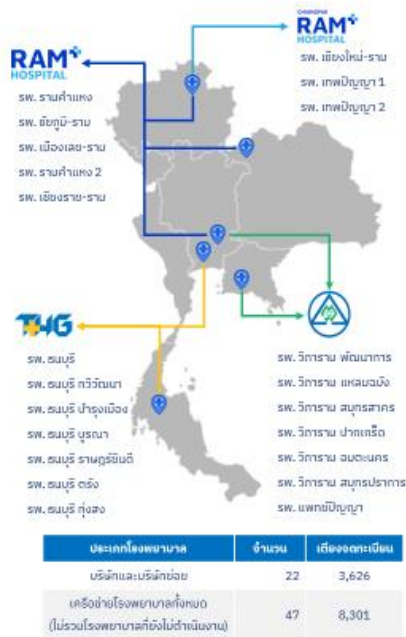 RAM
HOSPITAL
รพ. รามคำแหง
รพ. ชัยภูมิ-ราม
รพ. เมืองเลย-ราม
รพ. รามคำแหง 2
รพ. เชียงราย-ราม
CHIANGMAI
RAM
HOSPITAL
รพ. เชียงใหม่-ราม
รพ. เทพปัญญา 1
รพ. เทพปัญญา 2
THG
รพ. ธนบุรี
รพ. ธนบุรี ทวีวัฒนา
รพ. ธนบุรี บำรุงเมือง
รพ. ธนบุรี บูรณา
รพ. ธนบุรี ราษฎร์ยินดี
รพ. ธนบุรี ตรัง
รพ. ธนบุรี ทุ่งสง
รพ. วิภาราม พัฒนาการ
รพ. วิภาราม แหลมฉบัง
รพ. วิภาราม สมุทรสาคร
รพ. วิภาราม ปากเกร็ด
รพ. วิภาราม อมตะนคร
รพ. วิภาราม สมุทรปราการ
รพ. แพทย์ปัญญา
ประเภทโรงพยาบาล จำนวน เตียงจดทะเบียน
บริษัทและบริษัทย่อย 22 3,626
เครือข่ายโรงพยาบาลทั้งหมด
(ไม่รวมโรงพยาบาลที่ยังไม่ดำเนินงาน) 47 8,301